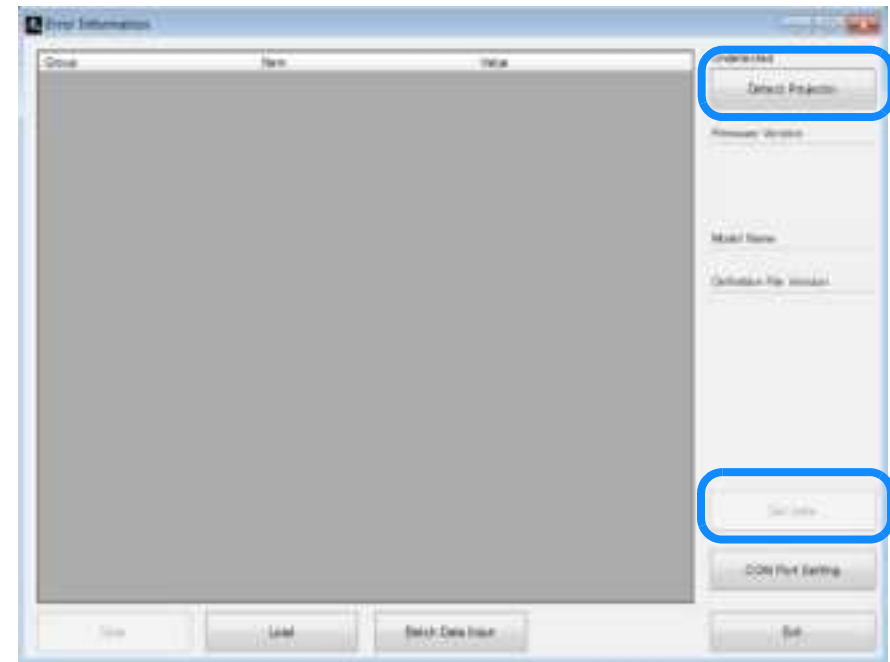 Error Information
Group Item Value
Undetected
Detect Projector
Firmware Version
Model Name
Definition File Version
Get Data
COM Port Setting
Save Load Batch Data Input Exit